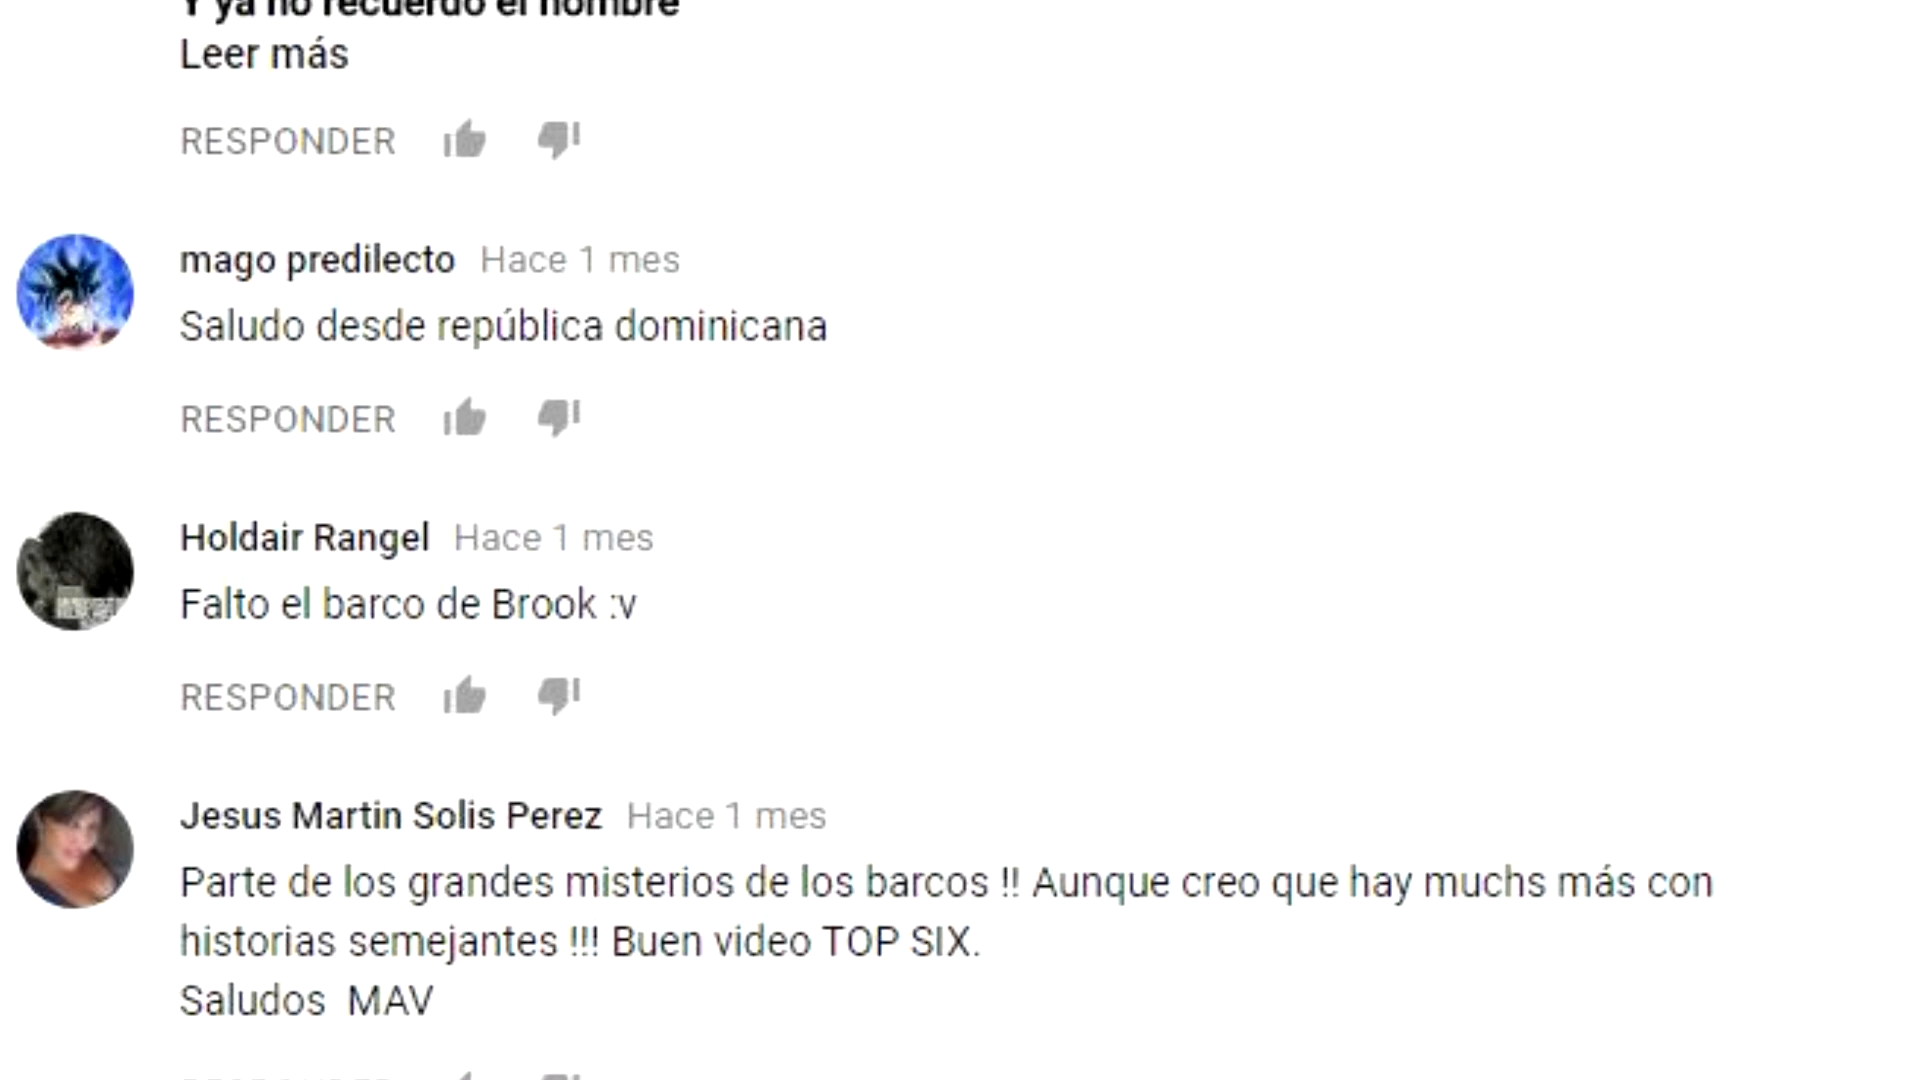 Y ya no recuerdo el nombre
Leer más
RESPONDER
mago predilecto Hace 1 mes
Saludo desde república dominicana
RESPONDER
Holdair Rangel Hace 1 mes
Falto el barco de Brook :v
RESPONDER
Jesus Martin Solis Perez Hace 1 mes
Parte de los grandes misterios de los barcos !! Aunque creo que hay muchs más con
historias semejantes !!! Buen video TOP SIX.
Saludos  MAV